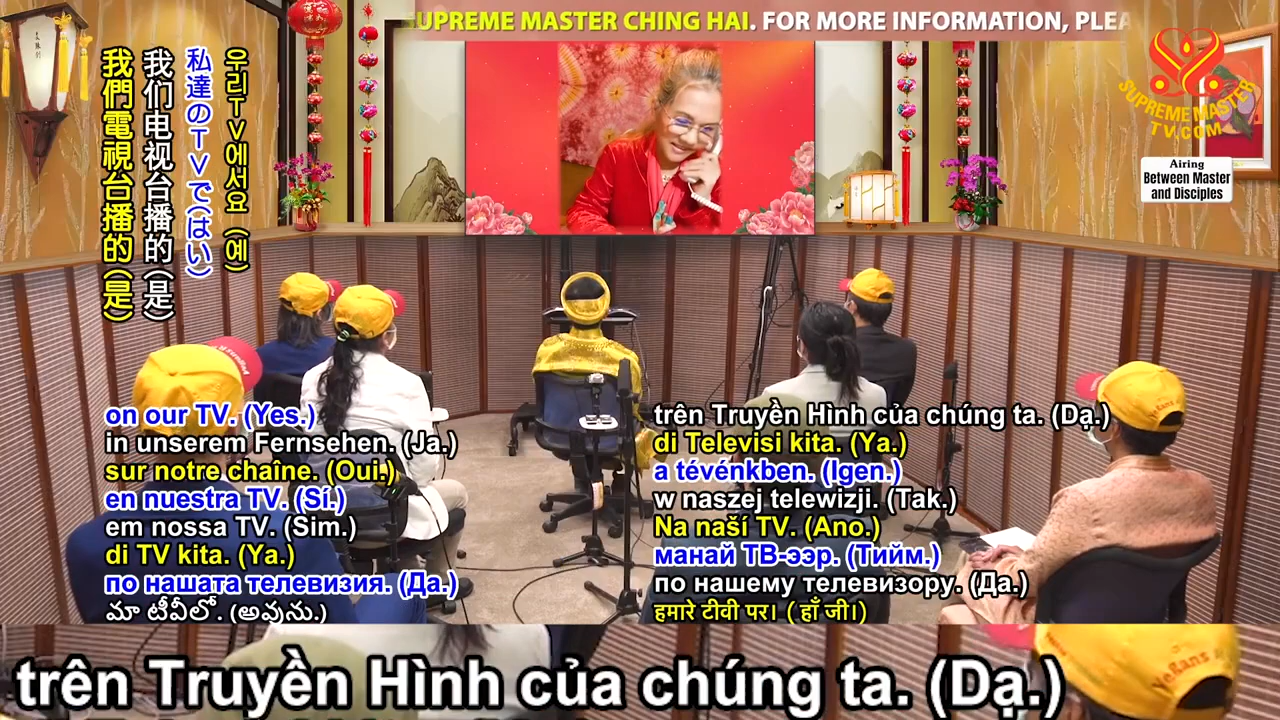 SUPREME MASTER CHING HAI. FOR MORE INFORMATION, PLEA
SUPREME MASTER
TV.COM
Airing
Between Master
and Disciples
우리TV에서요 (예)
私達のTVで(はい)
我们电视台播的(是)
我們電視台播的(是)
on our TV. (Yes.)
in unserem Fernsehen. (Ja.)
sur notre chaîne. (Oui.)
en nuestra TV. (Sí.)
em nossa TV. (Sim.)
di TV kita. (Ya.)
по нашата телевизия. (Да.)
మా టీవీలో. (అవును.)
trên Truyền Hình của chúng ta. (Dạ.)
di Televisi kita. (Ya.)
a tévénkben. (Igen.)
w naszej telewizji. (Tak.)
Na naší TV. (Ano.)
манай ТВ-ээр. (Тийм.)
по нашему телевизору. (Да.)
हमारे टीवी पर। ( हाँ जी।)
trên Truyền Hình của chúng ta. (Dạ.)